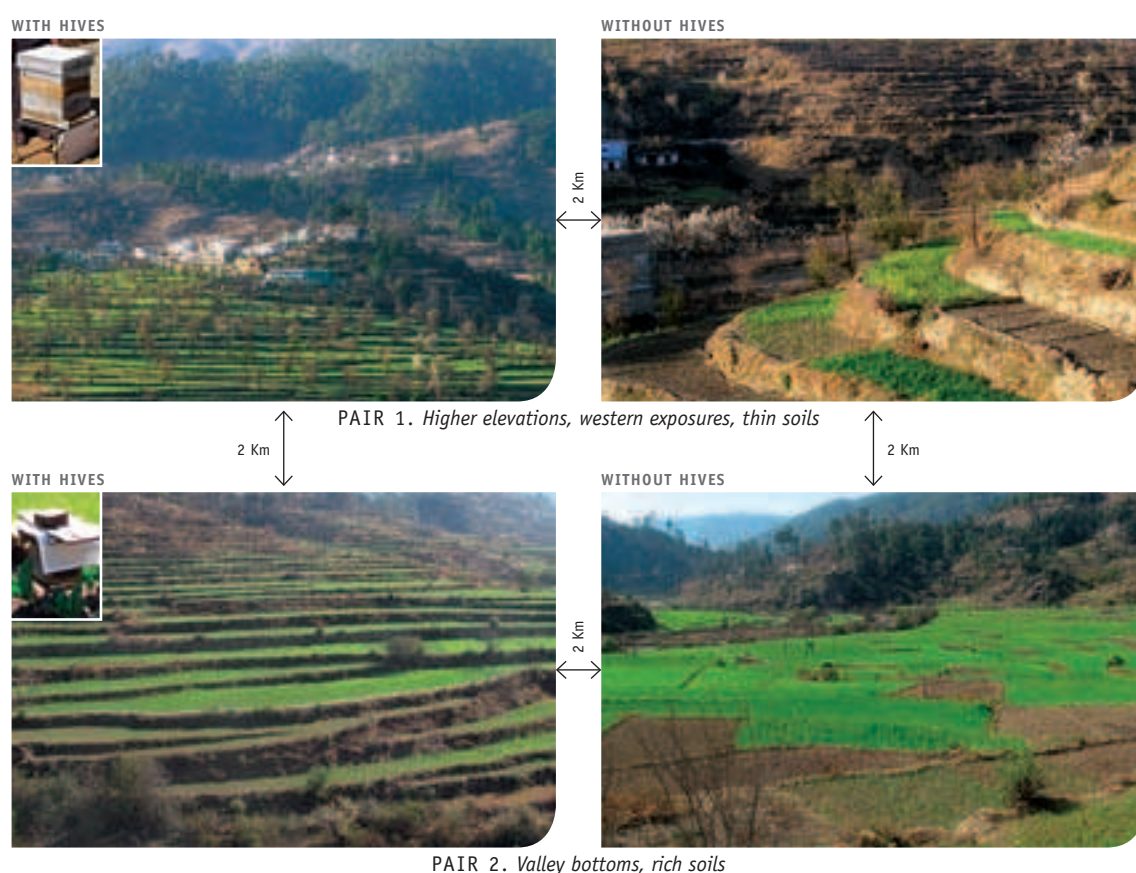 WITH HIVES
WITHOUT HIVES
2 Km
PAIR 1. Higher elevations, western exposures, thin soils
2 Km
2 Km
WITH HIVES
WITHOUT HIVES
2 Km
PAIR 2. Valley bottoms, rich soils